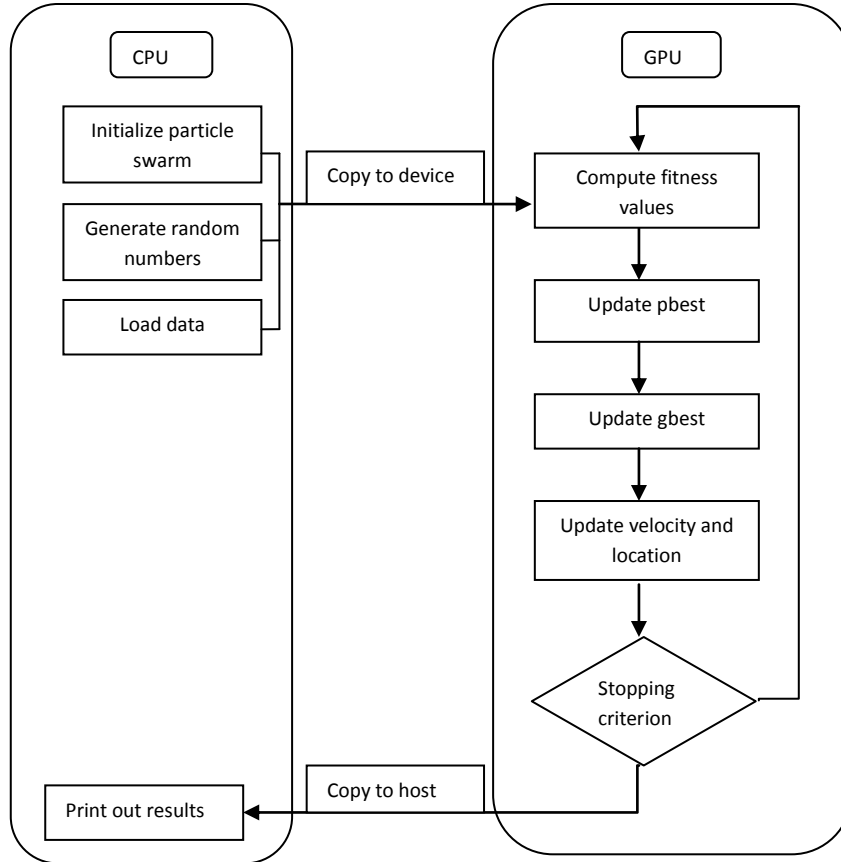 CPU
GPU
Initialize particle
swarm
Generate random
numbers
Load data
Copy to device
Compute fitness
values
Update pbest
Update gbest
Update velocity and
location
Stopping
criterion
Copy to host
Print out results